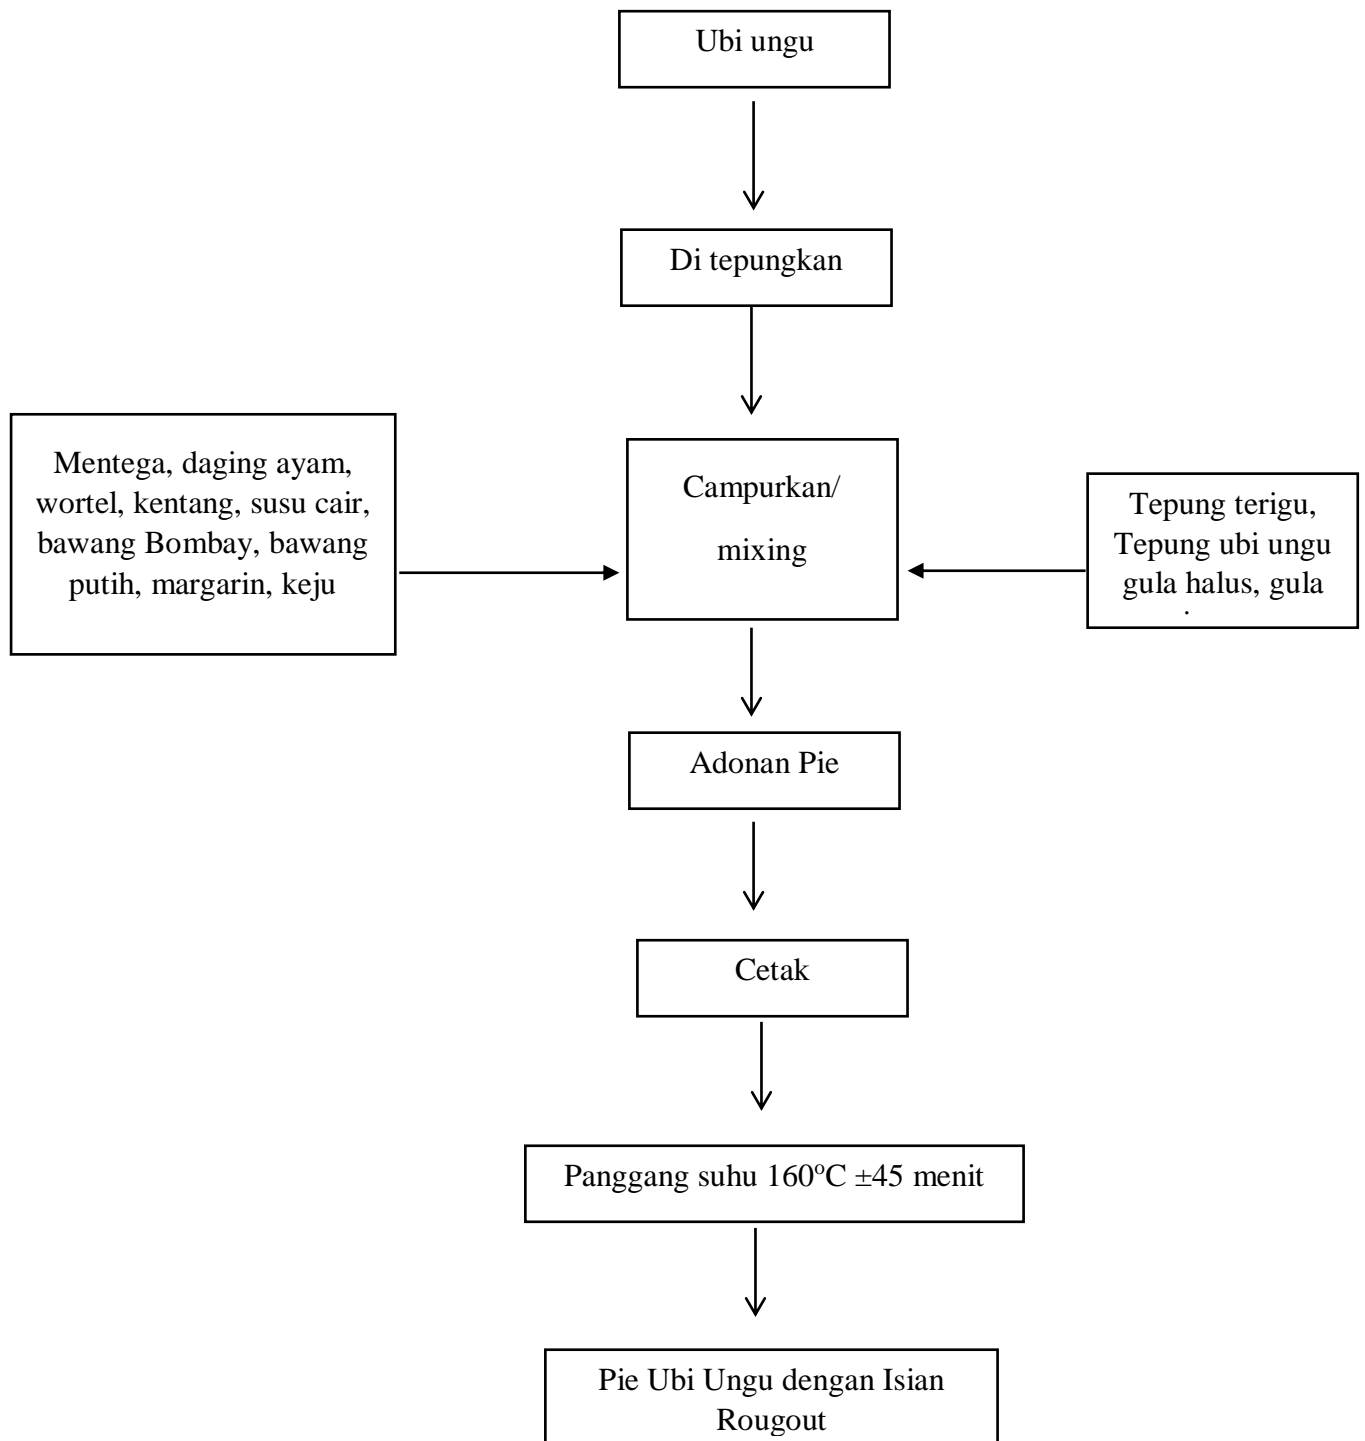 Ubi ungu
Di tepungkan
Mentega, daging ayam,
wortel, kentang, susu cair,
bawang Bombay, bawang
putih, margarin, keju
Campurkan/
mixing
Tepung terigu,
Tepung ubi ungu
gula halus, gula
Adonan Pie
Cetak
Panggang suhu 160°C ±45 menit
Pie Ubi Ungu dengan Isian
Rougout